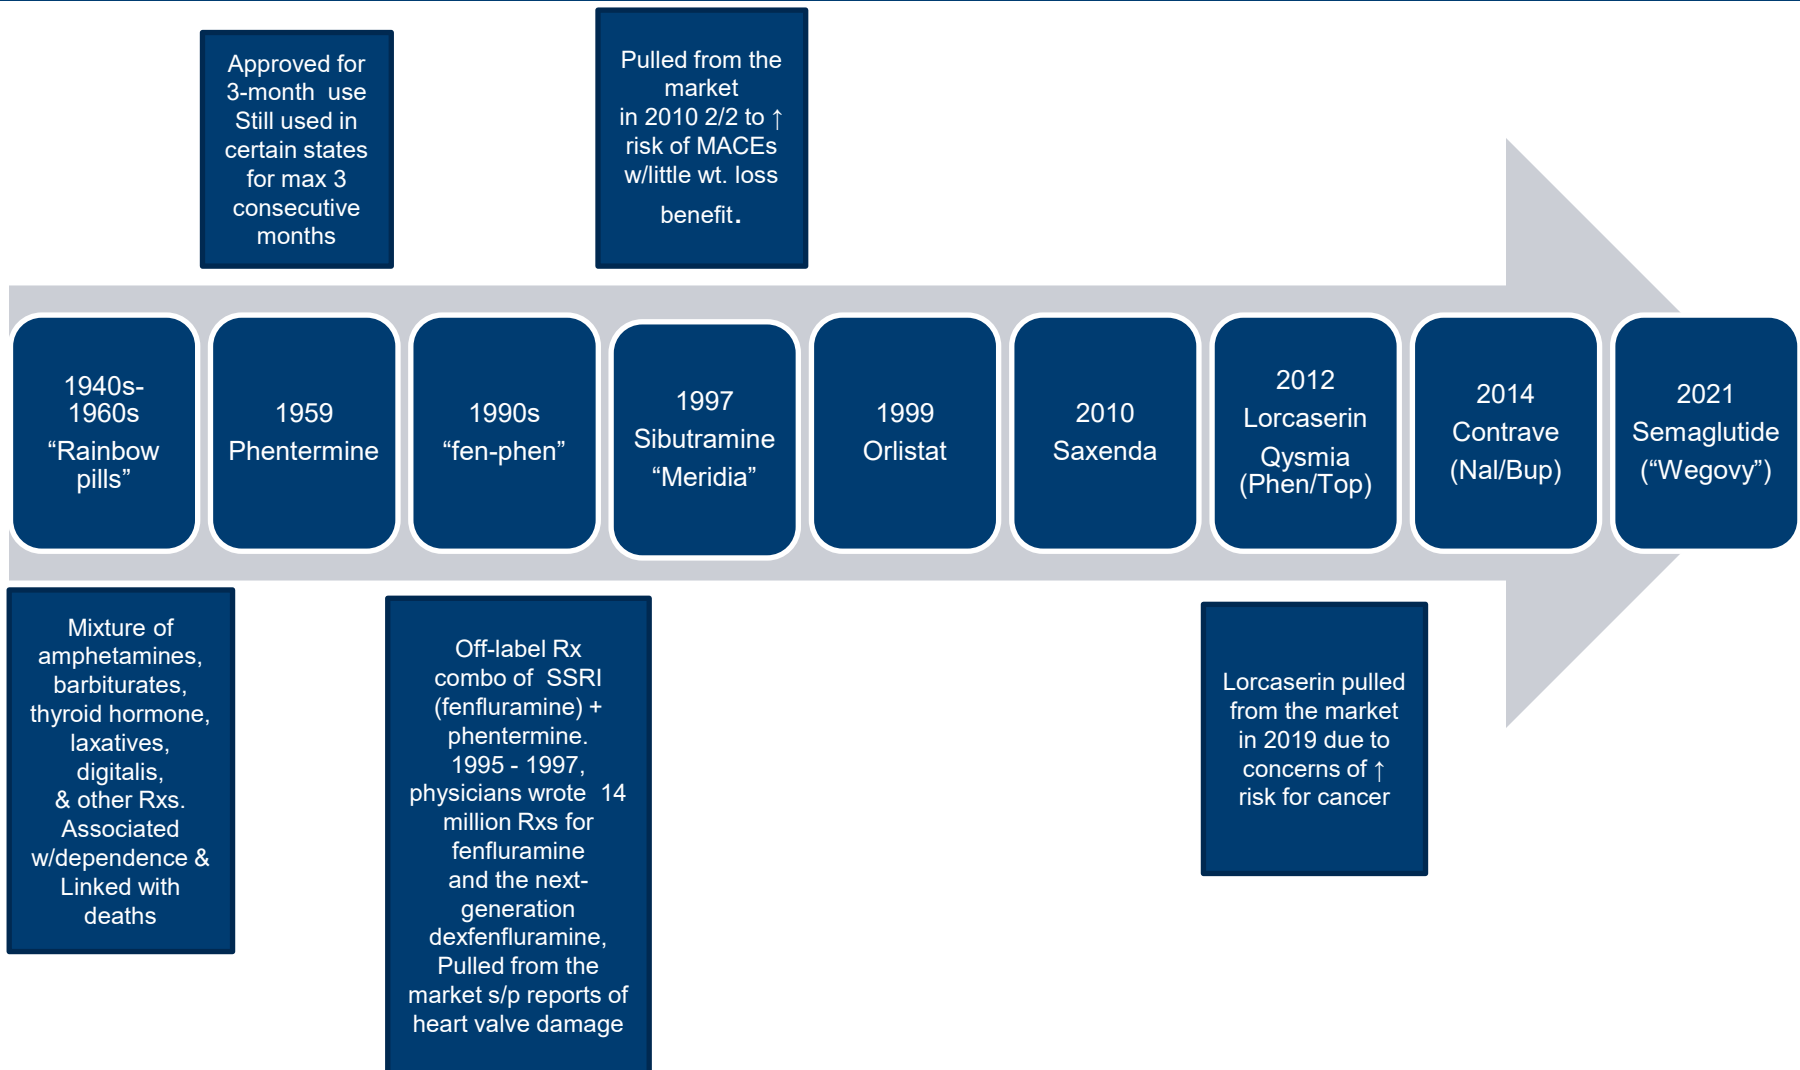 Approved for
3-month use
Still used in
certain states
for max 3
consecutive
months
Pulled from the
market
in 2010 2/2 to ↑
risk of MACEs
w/little wt. loss
benefit.
1940s-
1960s
“Rainbow
pills”
1959
Phentermine
1990s
“fen-phen”
1997
Sibutramine
“Meridia”
1999
Orlistat
2010
Saxenda
2012
Lorcaserin
Qysmia
(Phen/Top)
2014
Contrave
(Nal/Bup)
2021
Semaglutide
(“Wegovy”)
Mixture of
amphetamines,
barbiturates,
thyroid hormone,
laxatives,
digitalis,
& other Rxs.
Associated
w/dependence &
Linked with
deaths
Off-label Rx
combo of SSRI
(fenfluramine) +
phentermine.
1995 - 1997,
physicians wrote 14
million Rxs for
fenfluramine
and the next-
generation
dexfenfluramine,
Pulled from the
market s/p reports of
heart valve damage
Lorcaserin pulled
from the market
in 2019 due to
concerns of ↑
risk for cancer